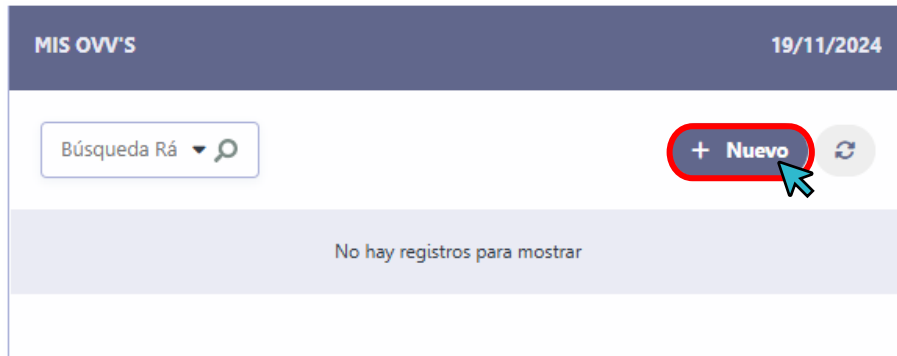 MIS OVV'S 19/11/2024
Búsqueda Rá + Nuevo
No hay registros para mostrar